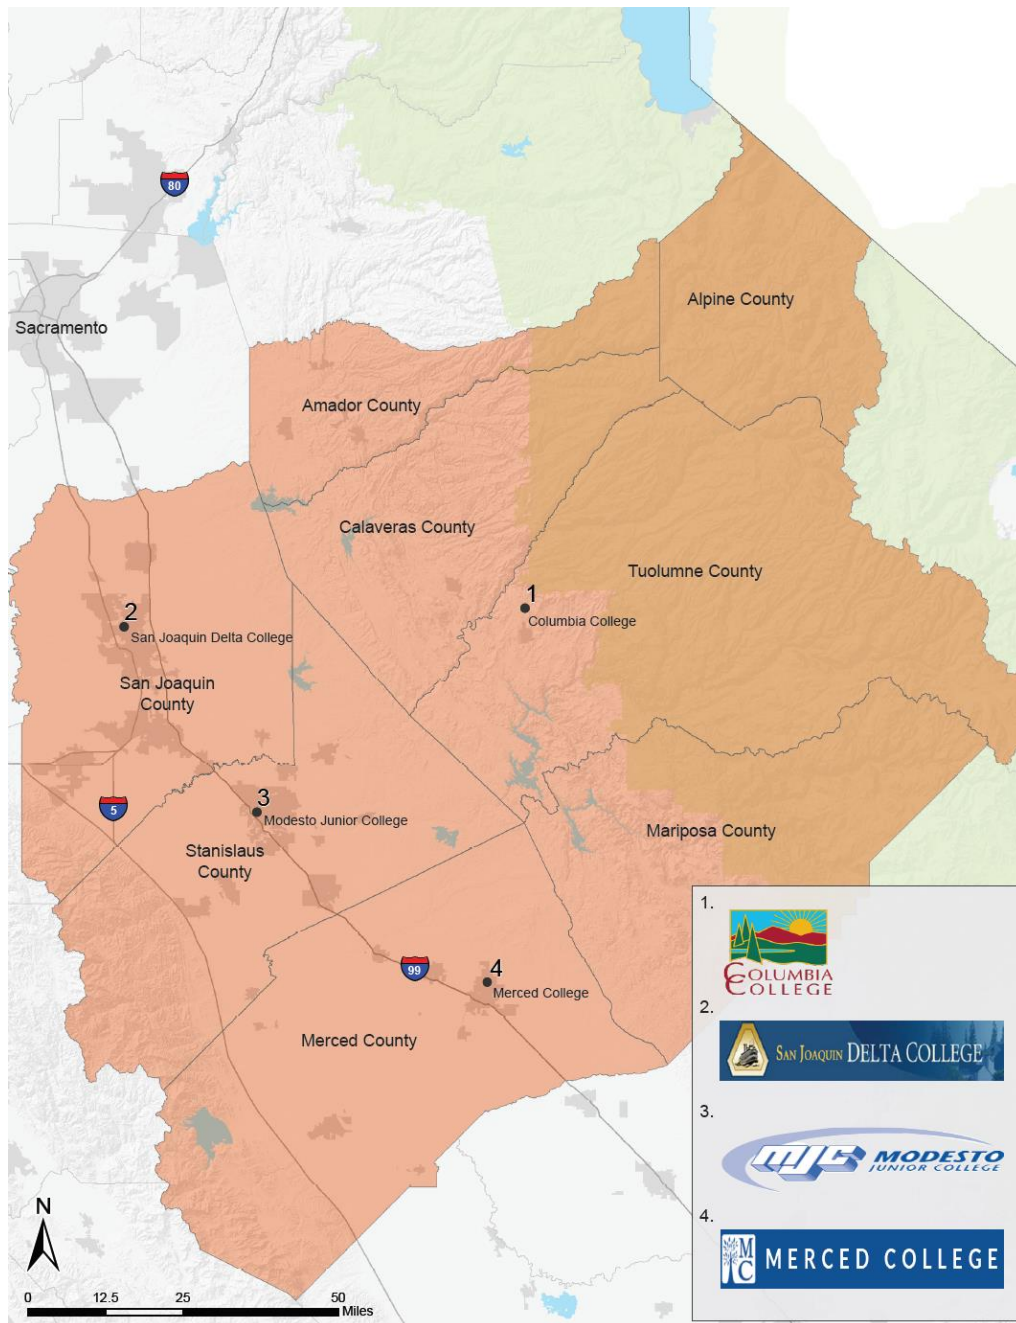 80
Alpine County
Sacramento
Amador County
Calaveras County
Tuolumne County
1
Columbia College
2
San Joaquin Delta College
San Joaquin
County
5
3
Modesto Junior College
Mariposa County
Stanislaus
County
99
4
Merced College
Merced County
1.
COLUMBIA
COLLEGE
2.
SAN JOAQUIN DELTA COLLEGE
3.
mjc MODESTO
JUNIOR COLLEGE
4.
MC MERCED COLLEGE
N
0 12.5 25 50
Miles